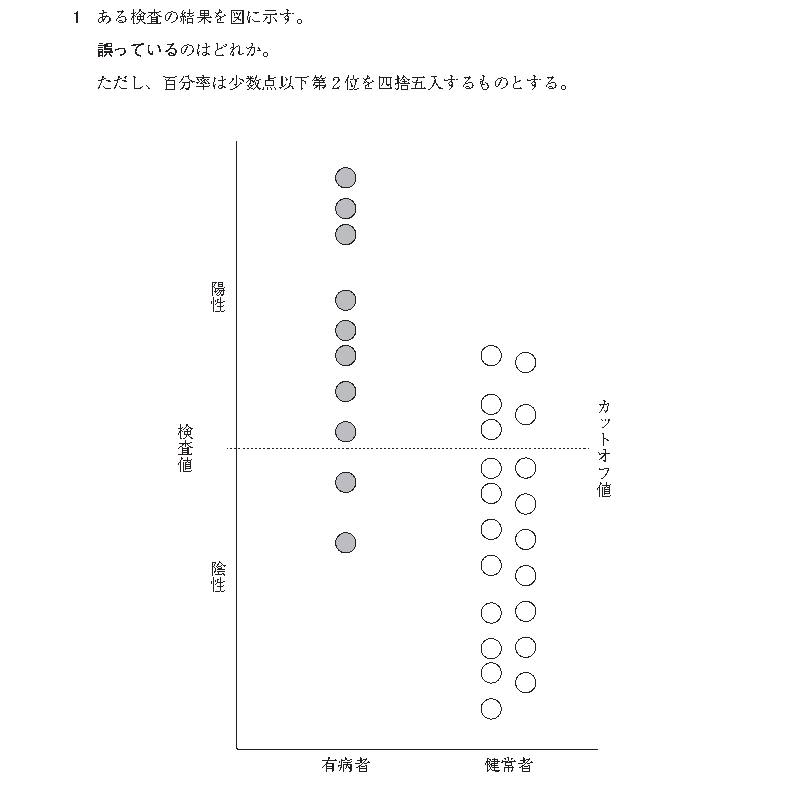 1 ある検査の結果を図に示す。
誤っているのはどれか。
ただし、百分率は少数点以下第2位を四捨五入するものとする。
陽性
カットオフ値
検査値
陰性
有病者
健常者